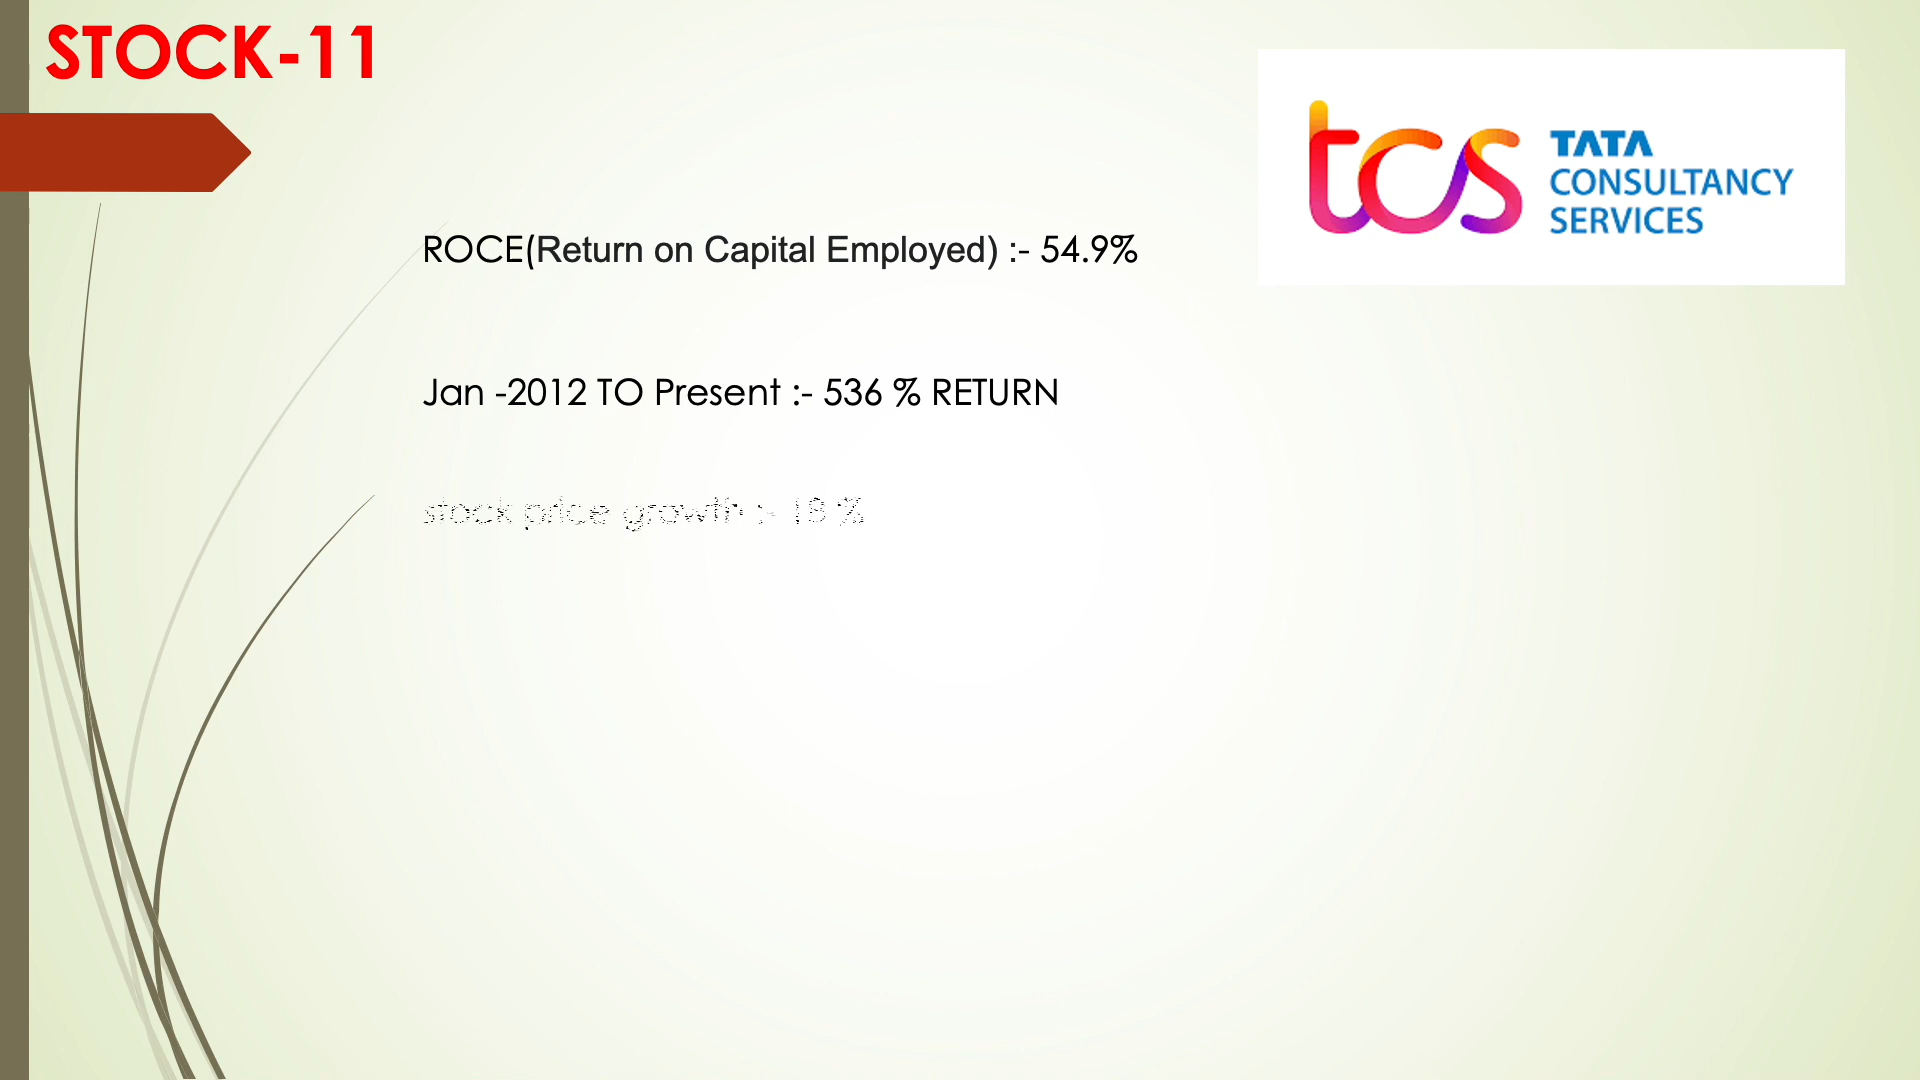 STOCK-11
tcs TATA
CONSULTANCY
SERVICES
ROCE(Return on Capital Employed) :- 54.9%
Jan -2012 TO Present :- 536 % RETURN
stock price growth :- 18 %